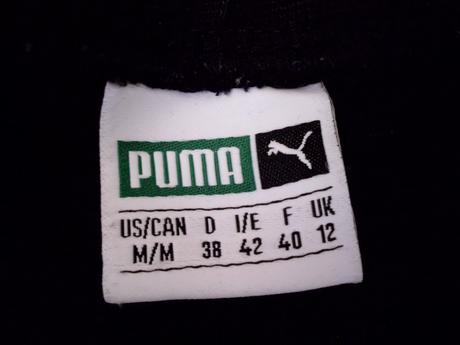 PUMA
US/CAN D I/E F UK
M/M 38 42 40 12